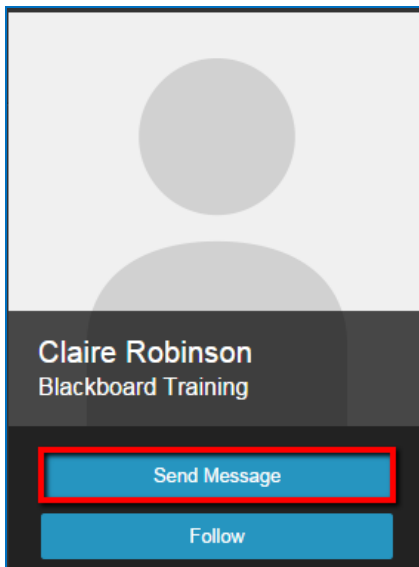 Claire Robinson
Blackboard Training
Send Message
Follow